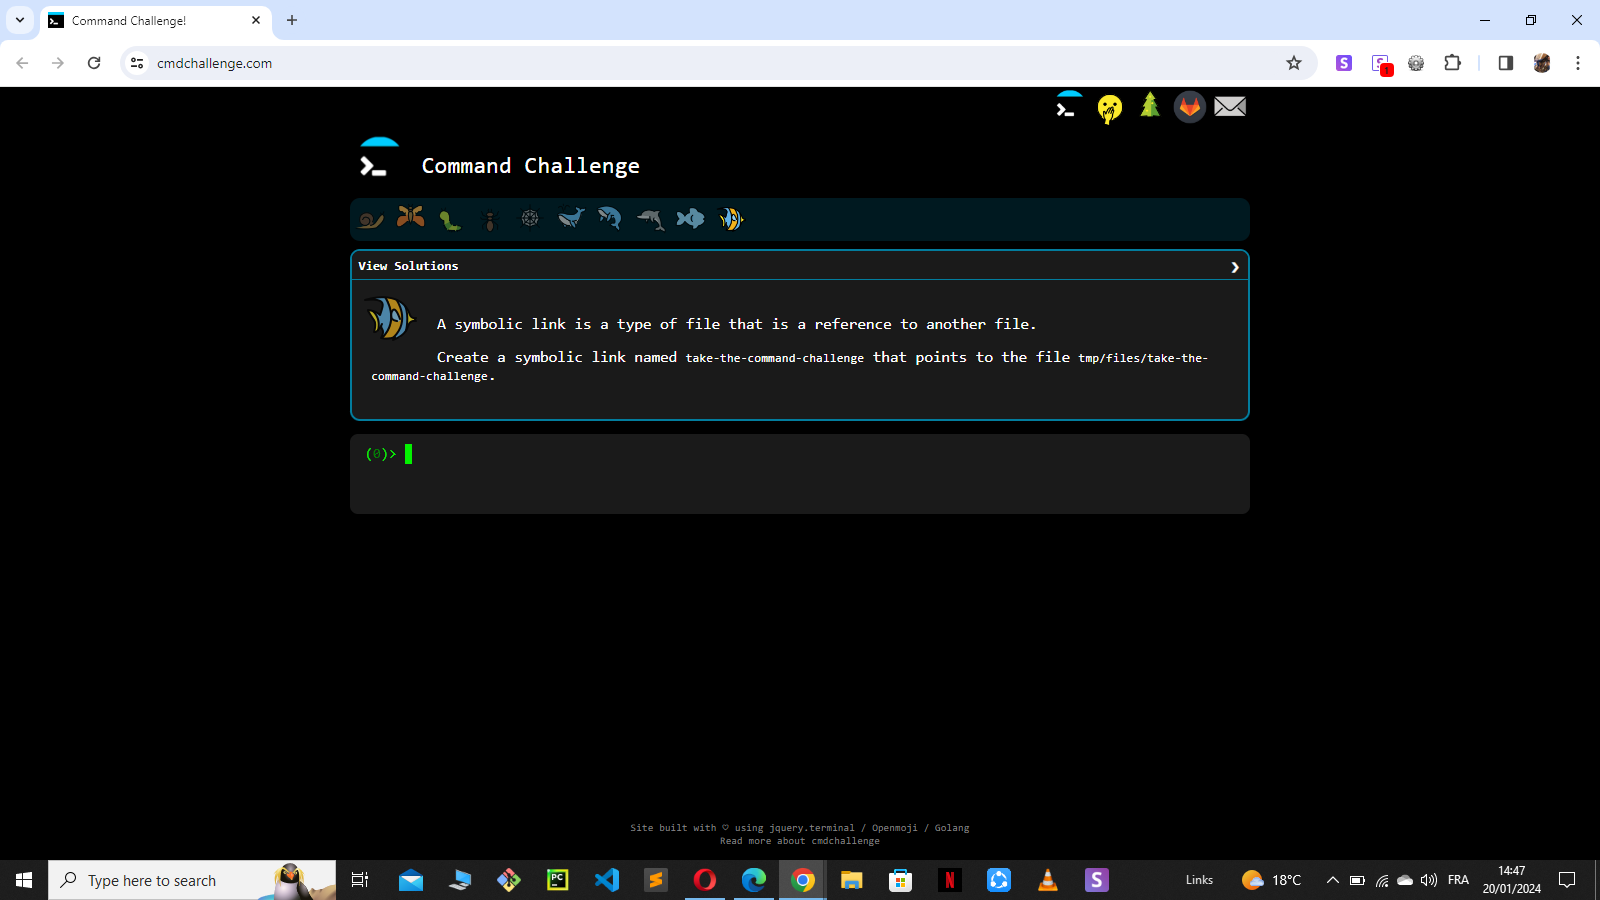 Command Challenge!
cmdchallenge.com
Command Challenge
View Solutions
A symbolic link is a type of file that is a reference to another file.
Create a symbolic link named take-the-command-challenge that points to the file tmp/files/take-the-
command-challenge.
(0)>
Site built with ♡ using jquery.terminal / Openmoji / Golang
Read more about cmdchallenge
Type here to search
Links
18°C
FRA
14:47
20/01/2024